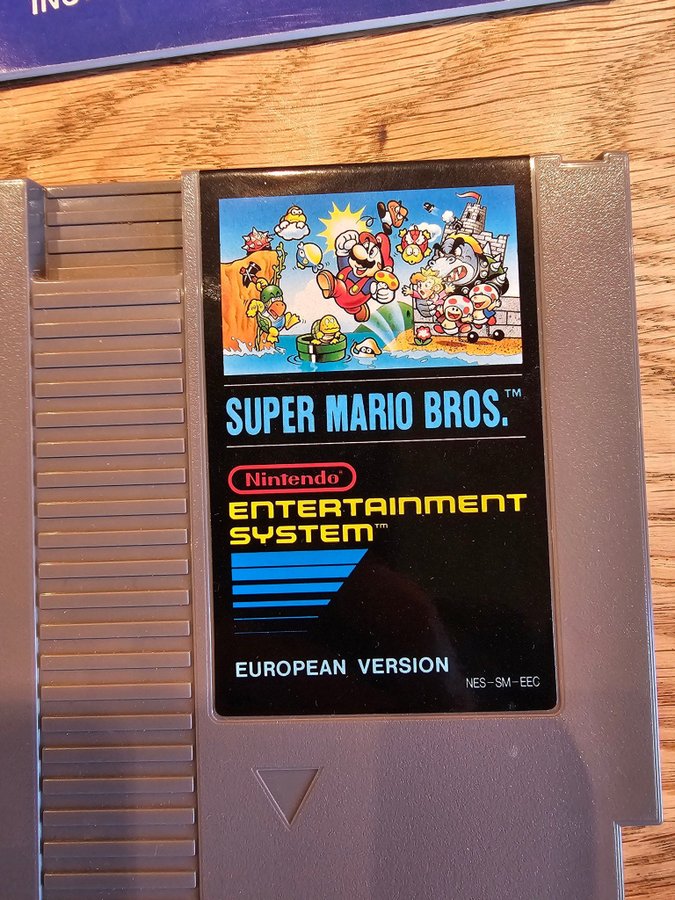 SUPER MARIO BROS.™
Nintendo®
ENTERTAINMENT
SYSTEM™
EUROPEAN VERSION
NES-SM-EEC